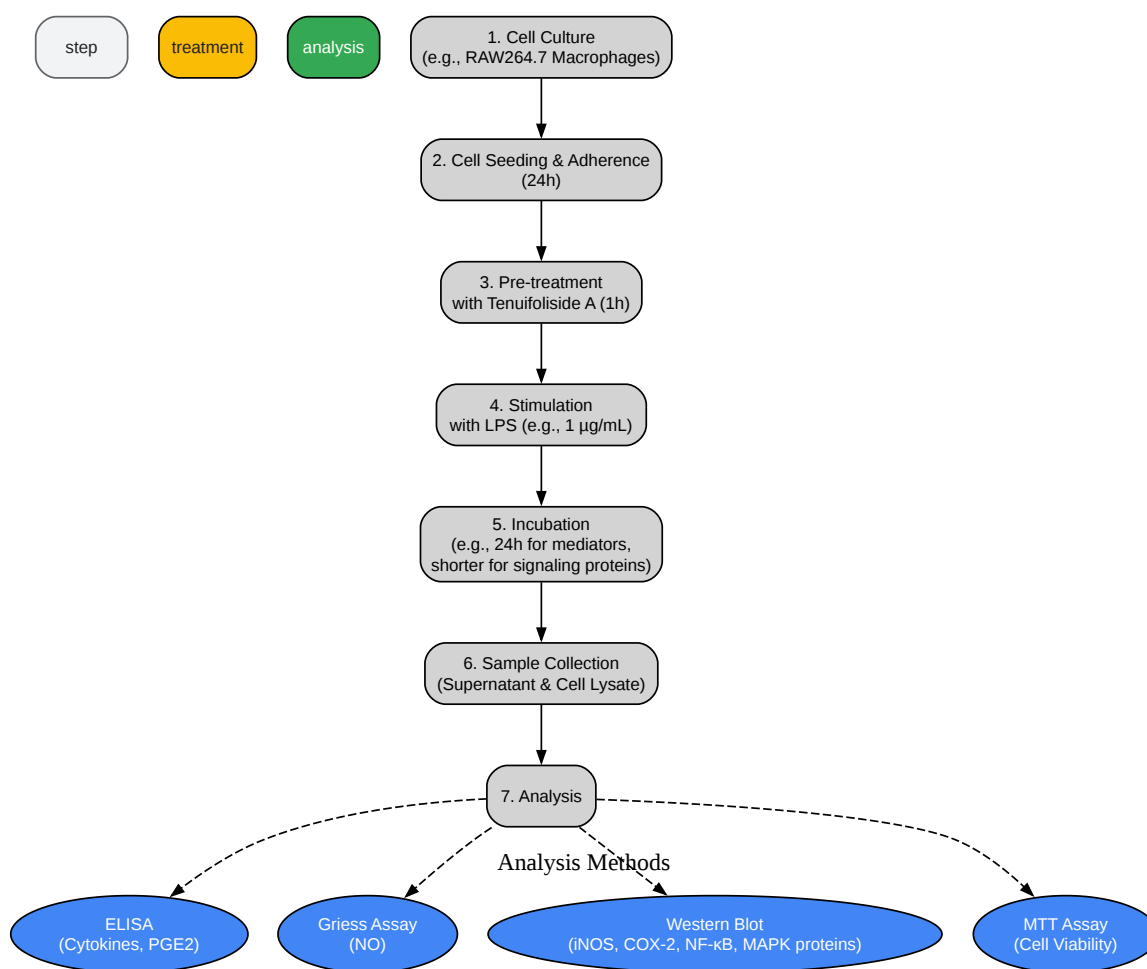 step
treatment
analysis
1. Cell Culture
(e.g., RAW264.7 Macrophages)
2. Cell Seeding & Adherence
(24h)
3. Pre-treatment
with Tenuifoliside A (1h)
4. Stimulation
with LPS (e.g., 1 µg/mL)
5. Incubation
(e.g., 24h for mediators,
shorter for signaling proteins)
6. Sample Collection
(Supernatant & Cell Lysate)
7. Analysis
Analysis Methods
ELISA
(Cytokines, PGE2)
Griess Assay
(NO)
Western Blot
(iNOS, COX-2, NF-κB, MAPK proteins)
MTT Assay
(Cell Viability)